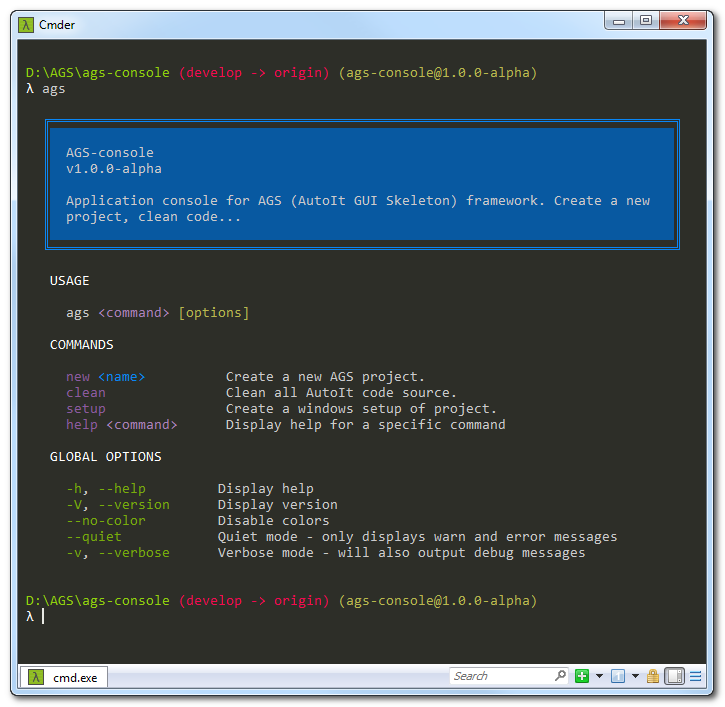 Cmder
D:\AGS\ags-console (develop -> origin) (ags-console@1.0.0-alpha)
λ ags
AGS-console
v1.0.0-alpha
Application console for AGS (AutoIt GUI Skeleton) framework. Create a new
project, clean code...
USAGE
ags <command> [options]
COMMANDS
new <name> Create a new AGS project.
clean Clean all AutoIt code source.
setup Create a windows setup of project.
help <command> Display help for a specific command
GLOBAL OPTIONS
-h, --help Display help
-V, --version Display version
--no-color Disable colors
--quiet Quiet mode - only displays warn and error messages
-v, --verbose Verbose mode - will also output debug messages
D:\AGS\ags-console (develop -> origin) (ags-console@1.0.0-alpha)
λ
λ cmd.exe Search